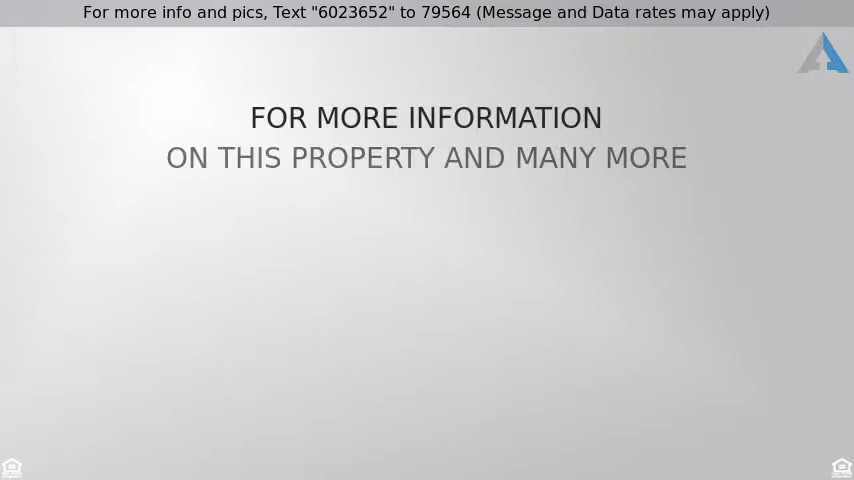 For more info and pics, Text "6023652" to 79564 (Message and Data rates may apply)
FOR MORE INFORMATION
ON THIS PROPERTY AND MANY MORE